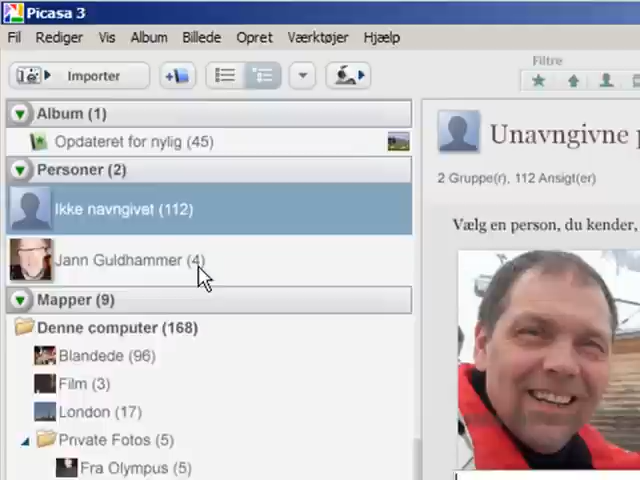 Picasa 3
Fil Rediger Vis Album Billede Opret Værktøjer Hjælp
Importer
Filtre
Album (1)
Opdateret for nylig (45)
Personer (2)
Ikke navngivet (112)
Jann Guldhammer (4)
Mapper (9)
Denne computer (168)
Blandede (96)
Film (3)
London (17)
Private Fotos (5)
Fra Olympus (5)
Unavngivne p
2 Gruppe(r), 112 Ansigt(er)
Vælg en person, du kender,